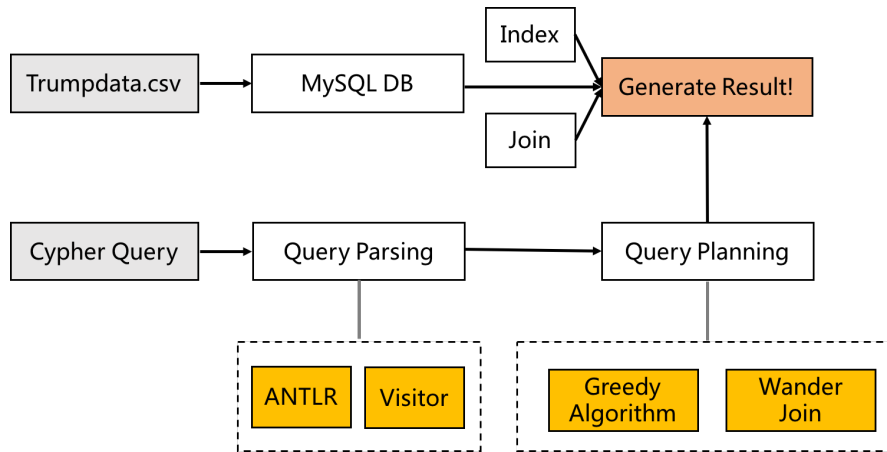 Index
Trumpdata.csv
MySQL DB
Generate Result!
Join
Cypher Query
Query Parsing
Query Planning
ANTLR
Visitor
Greedy
Algorithm
Wander
Join